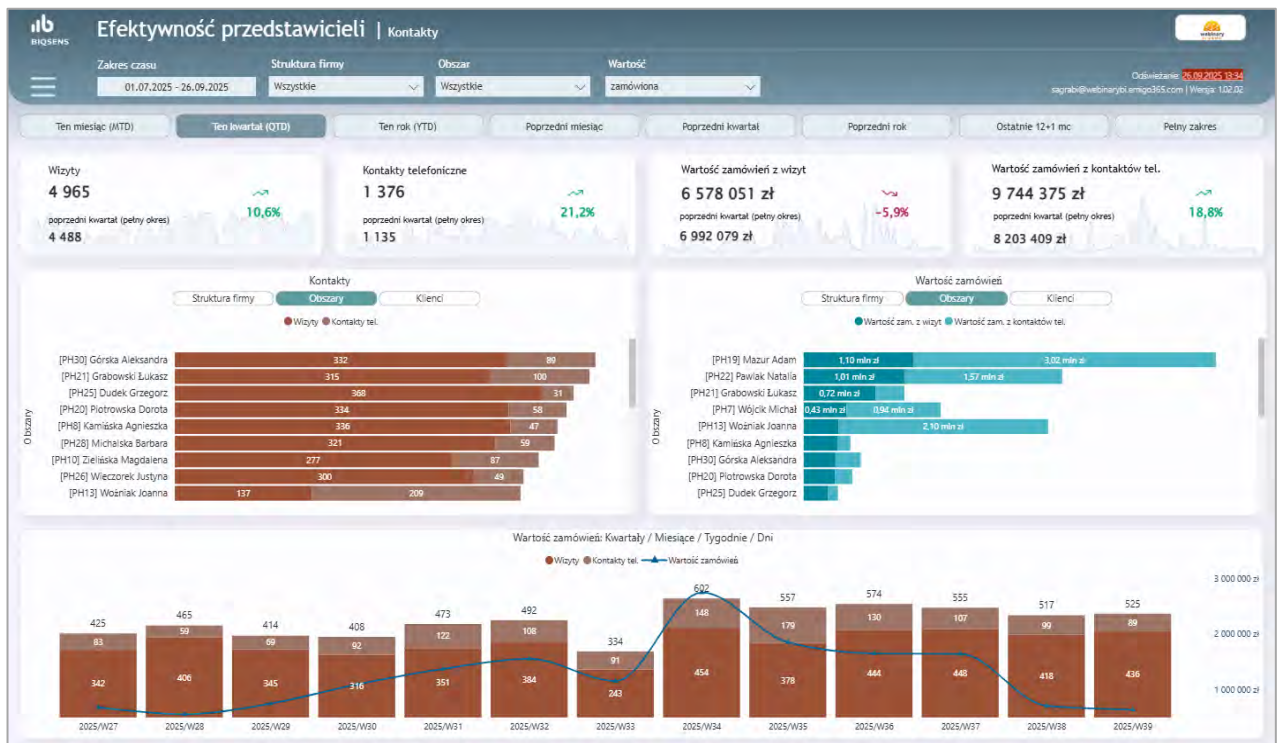 BIQSENS
Efektywność przedstawicieli | Kontakty
webinary
Zakres czasu
Struktura firmy
Obszar
Wartość
01.07.2025 - 26.09.2025
Wszystkie
Wszystkie
zamówiona
Odświeżanie: 26.09.2025 13:34
sagrabi@webinarybi.amigo365.com | Wersja: 1.02.02
Ten miesiąc (MTD)
Ten kwartał (QTD)
Ten rok (YTD)
Poprzedni miesiąc
Poprzedni kwartał
Poprzedni rok
Ostatnie 12+1 mc
Pełny zakres
Wizyty
4 965
10,6%
poprzedni kwartał (pełny okres)
4 488
Kontakty telefoniczne
1 376
21,2%
poprzedni kwartał (pełny okres)
1 135
Wartość zamówień z wizyt
6 578 051 zł
-5,9%
poprzedni kwartał (pełny okres)
6 992 079 zł
Wartość zamówień z kontaktów tel.
9 744 375 zł
18,8%
poprzedni kwartał (pełny okres)
8 203 409 zł
Kontakty
Struktura firmy
Obszary
Klienci
Wizyty
Kontakty tel.
Obszary
[PH30] Górska Aleksandra 332 89
[PH21] Grabowski Łukasz 315 100
[PH25] Dudek Grzegorz 368 31
[PH20] Piotrowska Dorota 334 58
[PH8] Kamińska Agnieszka 336 47
[PH28] Michalska Barbara 321 59
[PH10] Zielińska Magdalena 277 87
[PH26] Wieczorek Justyna 300 49
[PH13] Woźniak Joanna 137 209
Wartość zamówień
Struktura firmy
Obszary
Klienci
Wartość zam. z wizyt
Wartość zam. z kontaktów tel.
Obszary
[PH19] Mazur Adam 1,10 mln zł 3,02 mln zł
[PH22] Pawlak Natalia 1,01 mln zł 1,57 mln zł
[PH21] Grabowski Łukasz 0,72 mln zł
[PH7] Wójcik Michał 0,43 mln zł 0,94 mln zł
[PH13] Woźniak Joanna 2,10 mln zł
[PH8] Kamińska Agnieszka
[PH30] Górska Aleksandra
[PH20] Piotrowska Dorota
[PH25] Dudek Grzegorz
Wartość zamówień: Kwartały / Miesiące / Tygodnie / Dni
Wizyty
Kontakty tel.
Wartość zamówień
3 000 000 zł
2 000 000 zł
1 000 000 zł
425 465 414 408 473 492 334 602 557 574 555 517 525
83 59 69 92 122 108 91 148 179 130 107 99 89
342 406 345 316 351 384 243 454 378 444 448 418 436
2025/W27 2025/W28 2025/W29 2025/W30 2025/W31 2025/W32 2025/W33 2025/W34 2025/W35 2025/W36 2025/W37 2025/W38 2025/W39